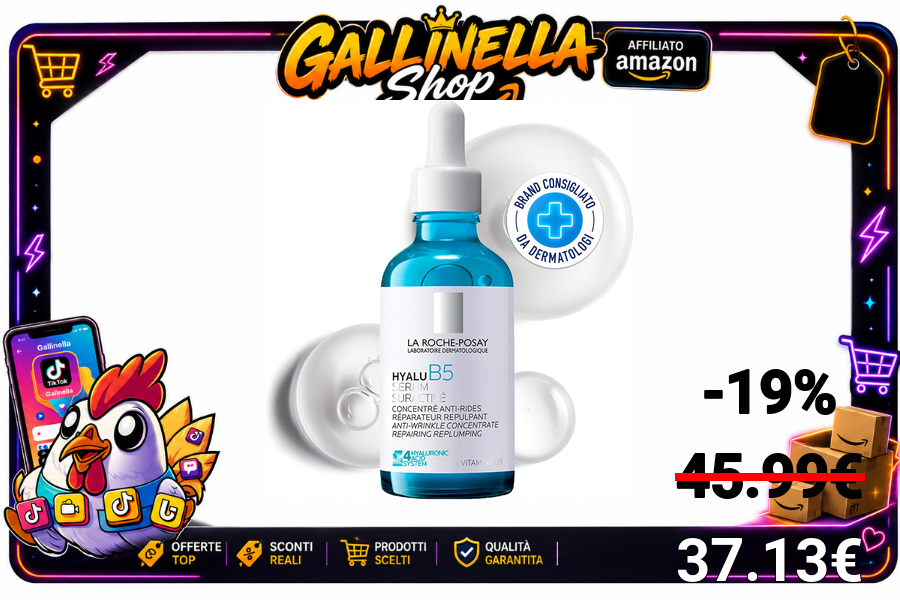 GALLINELLA
Shop
AFFILIATO
amazon
BRAND CONSIGLIATO
DA DERMATOLOGI
LA ROCHE-POSAY
LABORATOIRE DERMATOLOGIQUE
HYALU B5
SÉRUM
SURACTIVÉ
CONCENTRÉ ANTI-RIDES
RÉPARATEUR REPULPANT
ANTI-WRINKLE CONCENTRATE
REPAIRING REPLUMPING
4 HYALURONIC
ACID
SYSTEM
Gallinella
TikTok
Gallinella
-19%
45.99€
37.13€
OFFERTE
TOP
SCONTI
REALI
PRODOTTI
SCELTI
QUALITÀ
GARANTITA